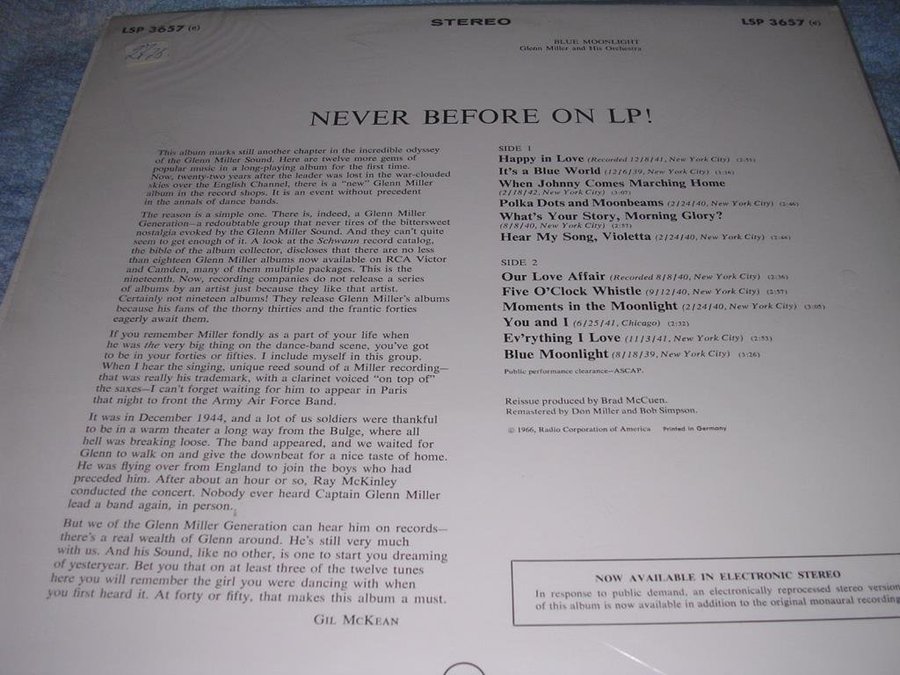 LSP 3657 (e)
STEREO
LSP 3657 (e)
BLUE MOONLIGHT
Glenn Miller and His Orchestra
NEVER BEFORE ON LP!
This album marks still another chapter in the incredible odyssey
of the Glenn Miller Sound. Here are twelve more gems of
popular music in a long-playing album for the first time.
Now, twenty-two years after the leader was lost in the war-clouded
skies over the English Channel, there is a “new” Glenn Miller
album in the record shops. It is an event without precedent
in the annals of dance bands.
The reason is a simple one. There is, indeed, a Glenn Miller
Generation—a redoubtable group that never tires of the bittersweet
nostalgia evoked by the Glenn Miller Sound. And they can't quite
seem to get enough of it. A look at the Schwann record catalog,
the bible of the album collector, discloses that there are no less
than eighteen Glenn Miller albums now available on RCA Victor
and Camden, many of them multiple packages. This is the
nineteenth. Now, recording companies do not release a series
of albums by an artist just because they like that artist.
Certainly not nineteen albums! They release Glenn Miller's albums
because his fans of the thorny thirties and the frantic forties
eagerly await them.
If you remember Miller fondly as a part of your life when
he was the very big thing on the dance-band scene, you've got
to be in your forties or fifties. I include myself in this group.
When I hear the singing, unique reed sound of a Miller recording—
that was really his trademark, with a clarinet voiced “on top of”
the saxes—I can't forget waiting for him to appear in Paris
that night to front the Army Air Force Band.
It was in December 1944, and a lot of us soldiers were thankful
to be in a warm theater a long way from the Bulge, where all
hell was breaking loose. The band appeared, and we waited for
Glenn to walk on and give the downbeat for a nice taste of home.
He was flying over from England to join the boys who had
preceded him. After about an hour or so, Ray McKinley
conducted the concert. Nobody ever heard Captain Glenn Miller
lead a band again, in person.
But we of the Glenn Miller Generation can hear him on records—
there's a real wealth of Glenn around. He's still very much
with us. And his Sound, like no other, is one to start you dreaming
of yesteryear. Bet you that on at least three of the twelve tunes
here you will remember the girl you were dancing with when
you first heard it. At forty or fifty, that makes this album a must.
GIL MCKEAN
SIDE 1
Happy in Love (Recorded 12/8/41, New York City) (2:51)
It's a Blue World (12/6/39, New York City) (3:16)
When Johnny Comes Marching Home
2/18/42, New York City) (3:07)
Polka Dots and Moonbeams (2/24/40, New York City) (2:46)
What's Your Story, Morning Glory?
(8/8/40, New York City) (2:57)
Hear My Song, Violetta (2/24/40, New York City) (2:46)
SIDE 2
Our Love Affair (Recorded 8/8/40, New York City) (2:36)
Five O'Clock Whistle (9/12/40, New York City) (2:57)
Moments in the Moonlight (2/24/40, New York City) (3:05)
You and I (6/25/41, Chicago) (2:32)
Ev'rything I Love (11/3/41, New York City) (2:53)
Blue Moonlight (8/18/39, New York City) (3:26)
Public performance clearance—ASCAP.
Reissue produced by Brad McCuen.
Remastered by Don Miller and Bob Simpson.
© 1966, Radio Corporation of America Printed in Germany
NOW AVAILABLE IN ELECTRONIC STEREO
In response to public demand, an electronically reprocessed stereo version
of this album is now available in addition to the original monaural recording